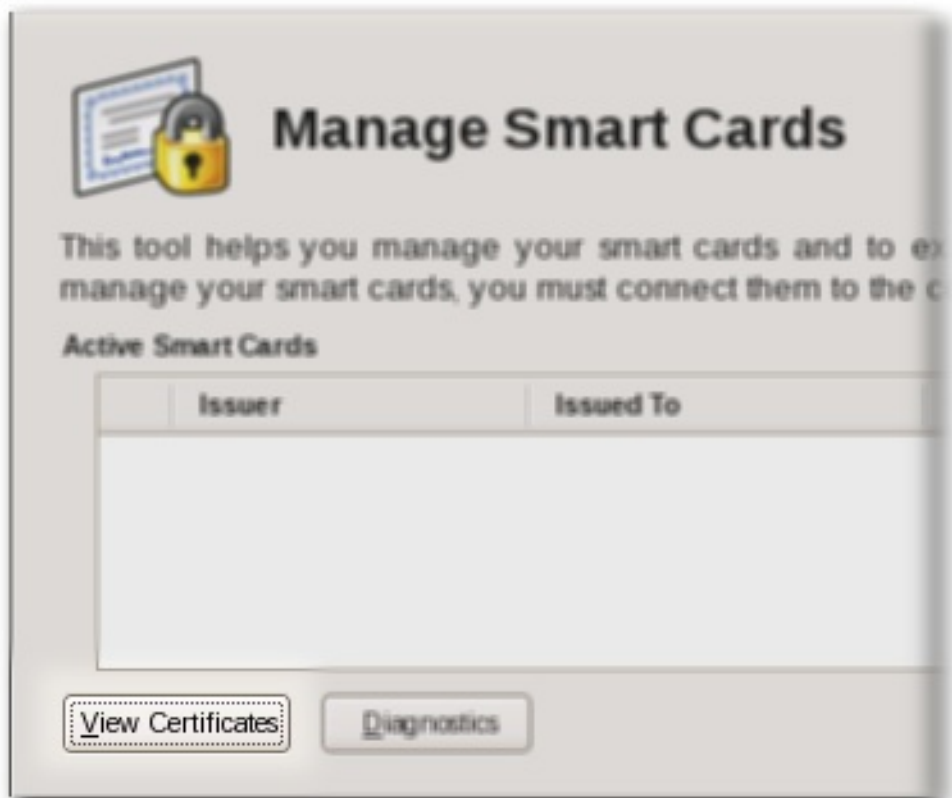 Manage Smart Cards
This tool helps you manage your smart cards and to
manage your smart cards, you must connect them to the
Active Smart Cards
Issuer Issued To
View Certificates Diagnostics